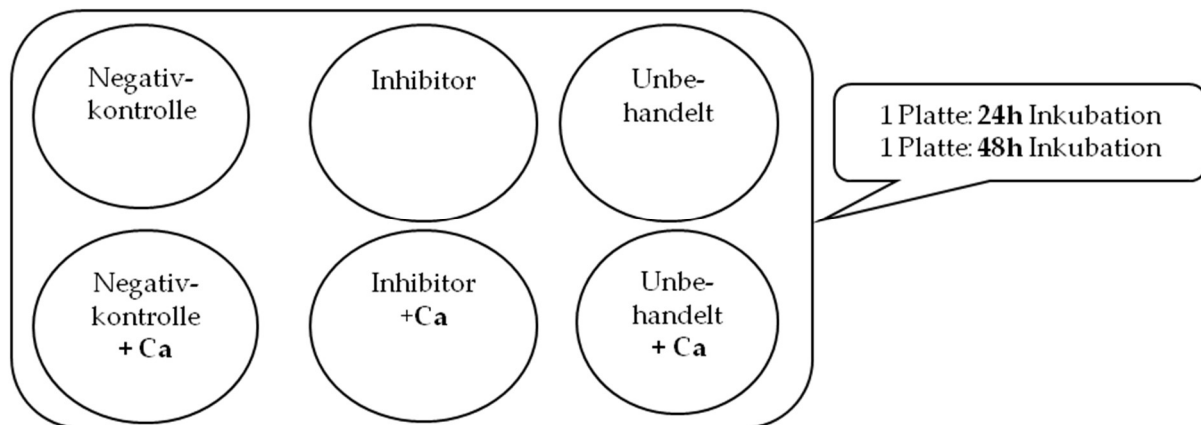 Negativ-
kontrolle
Inhibitor
Unbe-
handelt
1 Platte: 24h Inkubation
1 Platte: 48h Inkubation
Negativ-
kontrolle
+ Ca
Inhibitor
+Ca
Unbe-
handelt
+ Ca